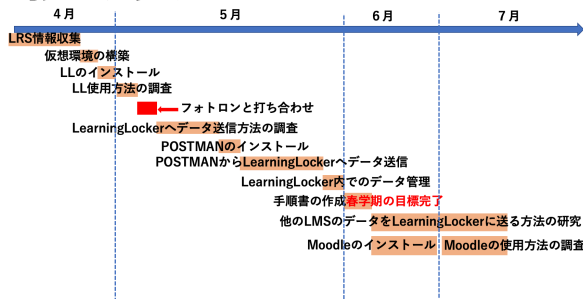 4月 5月 6月 7月
LRS情報収集
仮想環境の構築
LLのインストール
LL使用方法の調査
フォトロンと打ち合わせ
LearningLockerへデータ送信方法の調査
POSTMANのインストール
POSTMANからLearningLockerへデータ送信
LearningLocker内でのデータ管理
手順書の作成 春学期の目標完了
他のLMSのデータをLearningLockerに送る方法の研究
Moodleのインストール Moodleの使用方法の調査